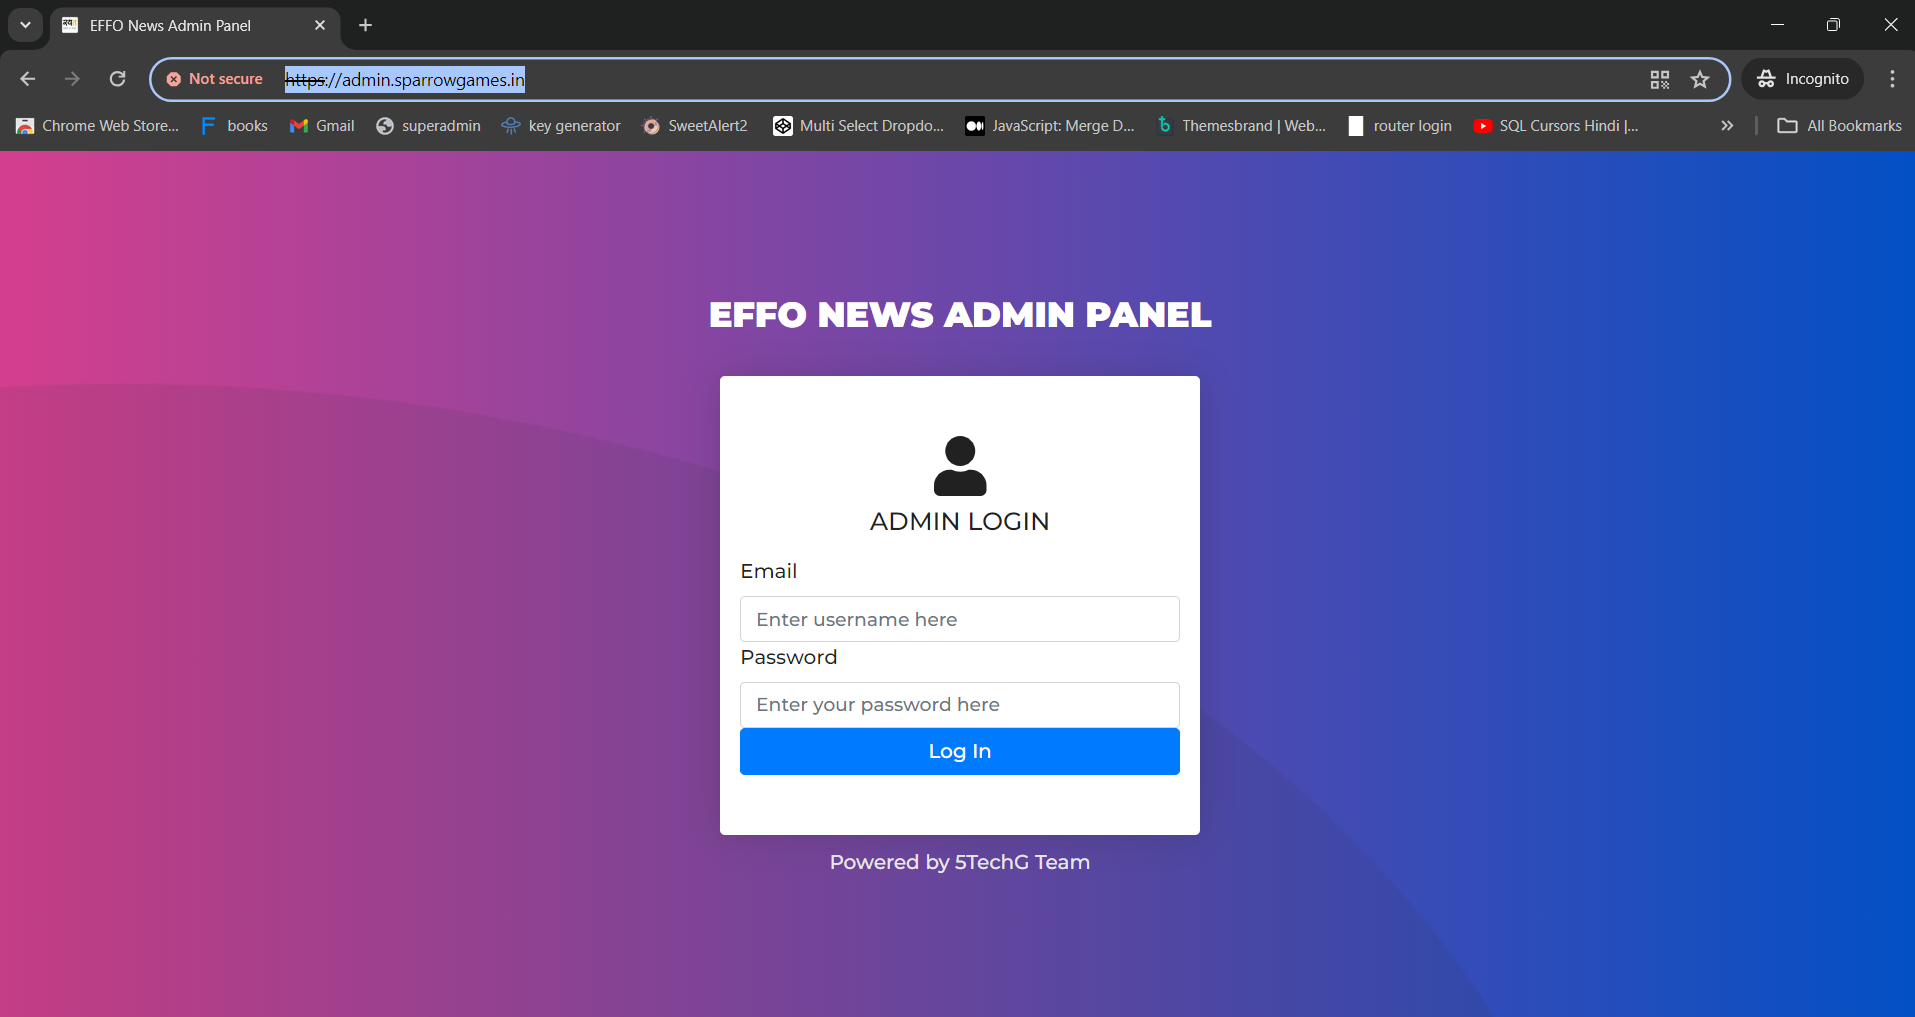 EFFO News Admin Panel
Not secure https://admin.sparrowgames.in
Incognito
Chrome Web Store... books Gmail superadmin key generator SweetAlert2 Multi Select Dropdo... JavaScript: Merge D... Themesbrand | Web... router login SQL Cursors Hindi |... All Bookmarks
EFFO NEWS ADMIN PANEL
ADMIN LOGIN
Email
Enter username here
Password
Enter your password here
Log In
Powered by 5TechG Team